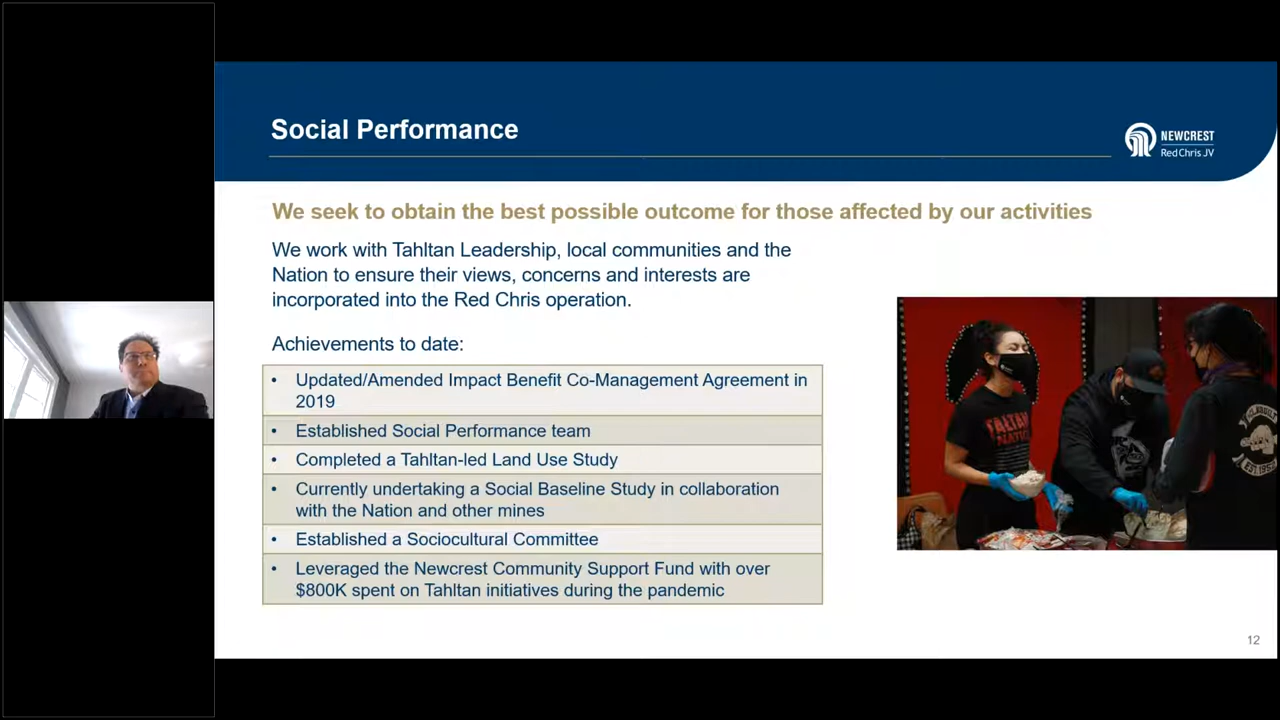 Social Performance
NEWCREST
Red Chris JV
We seek to obtain the best possible outcome for those affected by our activities
We work with Tahltan Leadership, local communities and the
Nation to ensure their views, concerns and interests are
incorporated into the Red Chris operation.
Achievements to date:
• Updated/Amended Impact Benefit Co-Management Agreement in
2019
• Established Social Performance team
• Completed a Tahltan-led Land Use Study
• Currently undertaking a Social Baseline Study in collaboration
with the Nation and other mines
• Established a Sociocultural Committee
• Leveraged the Newcrest Community Support Fund with over
$800K spent on Tahltan initiatives during the pandemic
TAHLTAN
NATION
12